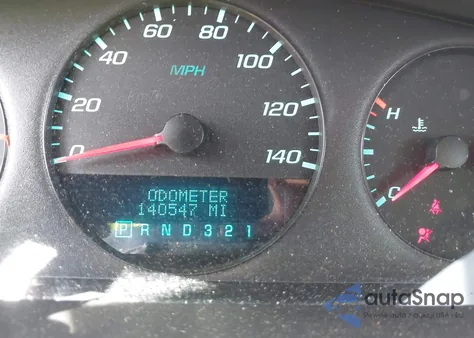 60 80
40 100
MPH
20 120
0 140
H
C
ODOMETER
140547 MI
P R N D 3 2 1
autoSnap